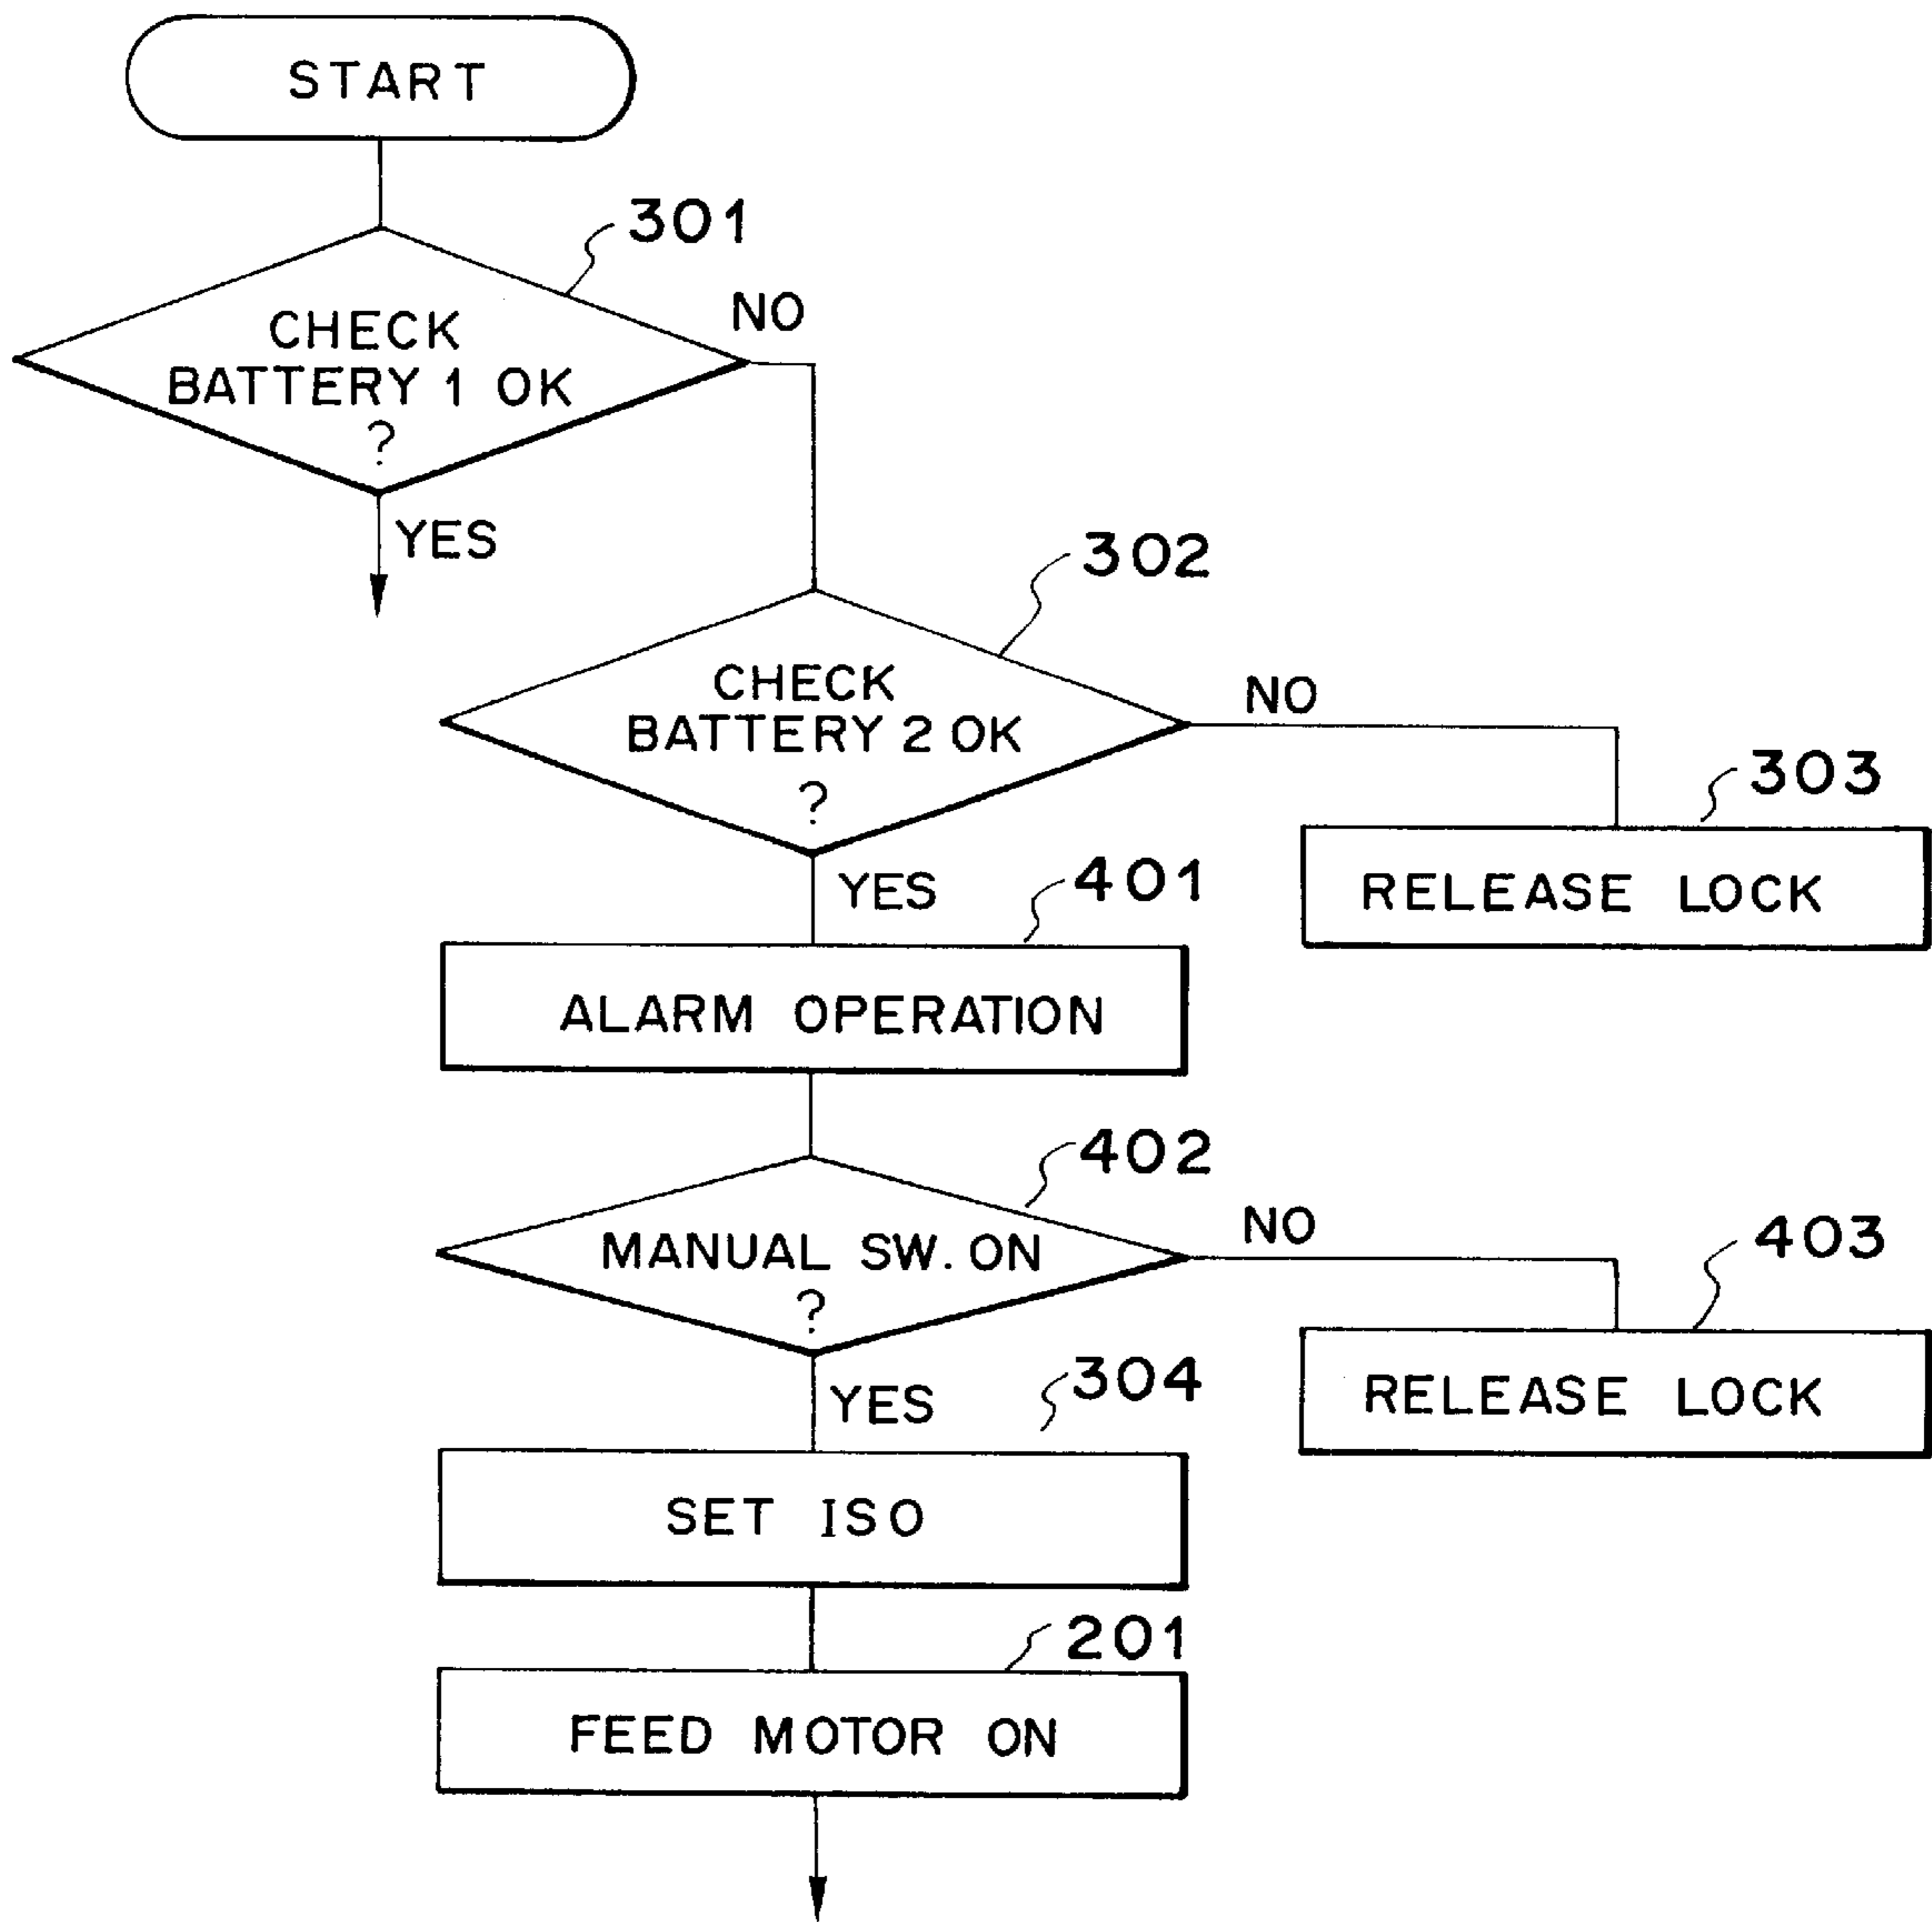 START
301
NO
CHECK
BATTERY 1 OK
?
YES
302
CHECK
BATTERY 2 OK
?
NO
303
RELEASE LOCK
YES
401
ALARM OPERATION
402
MANUAL SW. ON
?
NO
403
RELEASE LOCK
YES
304
SET ISO
201
FEED MOTOR ON